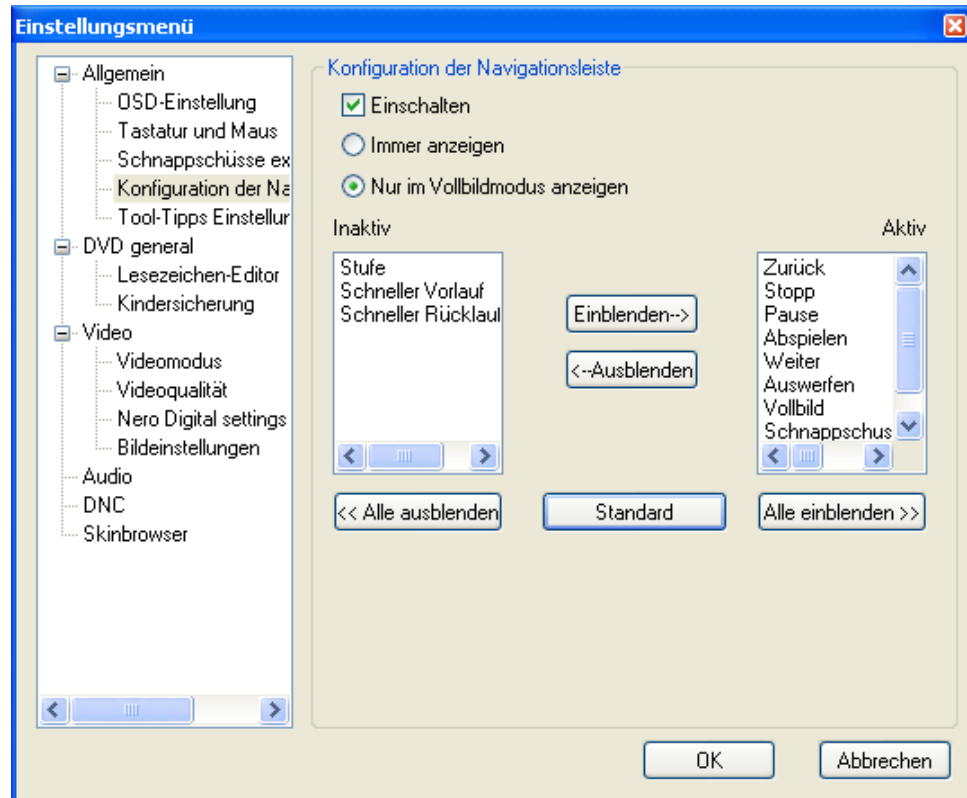 Einstellungsmenü
Allgemein
OSD-Einstellung
Tastatur und Maus
Schnappschüsse ex
Konfiguration der Na
Tool-Tipps Einstellur
DVD general
Lesezeichen-Editor
Kindersicherung
Video
Videomodus
Videoqualität
Nero Digital settings
Bildeinstellungen
Audio
DNC
Skinbrowser
Konfiguration der Navigationsleiste
Einschalten
Immer anzeigen
Nur im Vollbildmodus anzeigen
Inaktiv
Stufe
Schneller Vorlauf
Schneller Rücklaul
Einblenden-->
<--Ausblenden
Aktiv
Zurück
Stopp
Pause
Abspielen
Weiter
Auswerfen
Vollbild
Schnappschus
<< Alle ausblenden
Standard
Alle einblenden >>
OK
Abbrechen